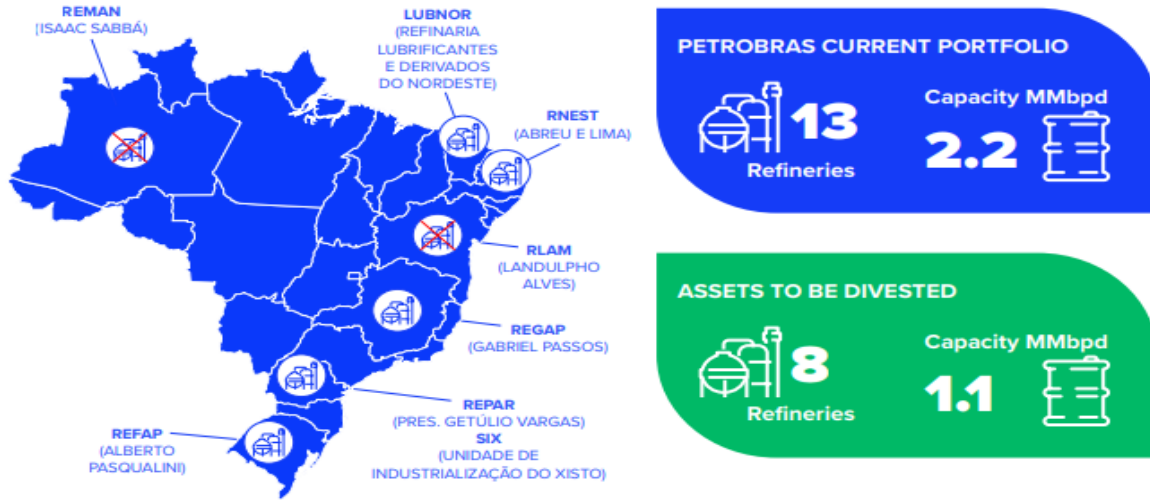 REMAN
(ISAAC SABBÁ)
LUBNOR
(REFINARIA
LUBRIFICANTES
E DERIVADOS
DO NORDESTE)
RNEST
(ABREU E LIMA)
RLAM
(LANDULPHO
ALVES)
REGAP
(GABRIEL PASSOS)
REPAR
(PRES. GETÚLIO VARGAS)
SIX
(UNIDADE DE
INDUSTRIALIZAÇÃO DO XISTO)
REFAP
(ALBERTO
PASQUALINI)
PETROBRAS CURRENT PORTFOLIO
13
Refineries
Capacity MMbpd
2.2
ASSETS TO BE DIVESTED
8
Refineries
Capacity MMbpd
1.1